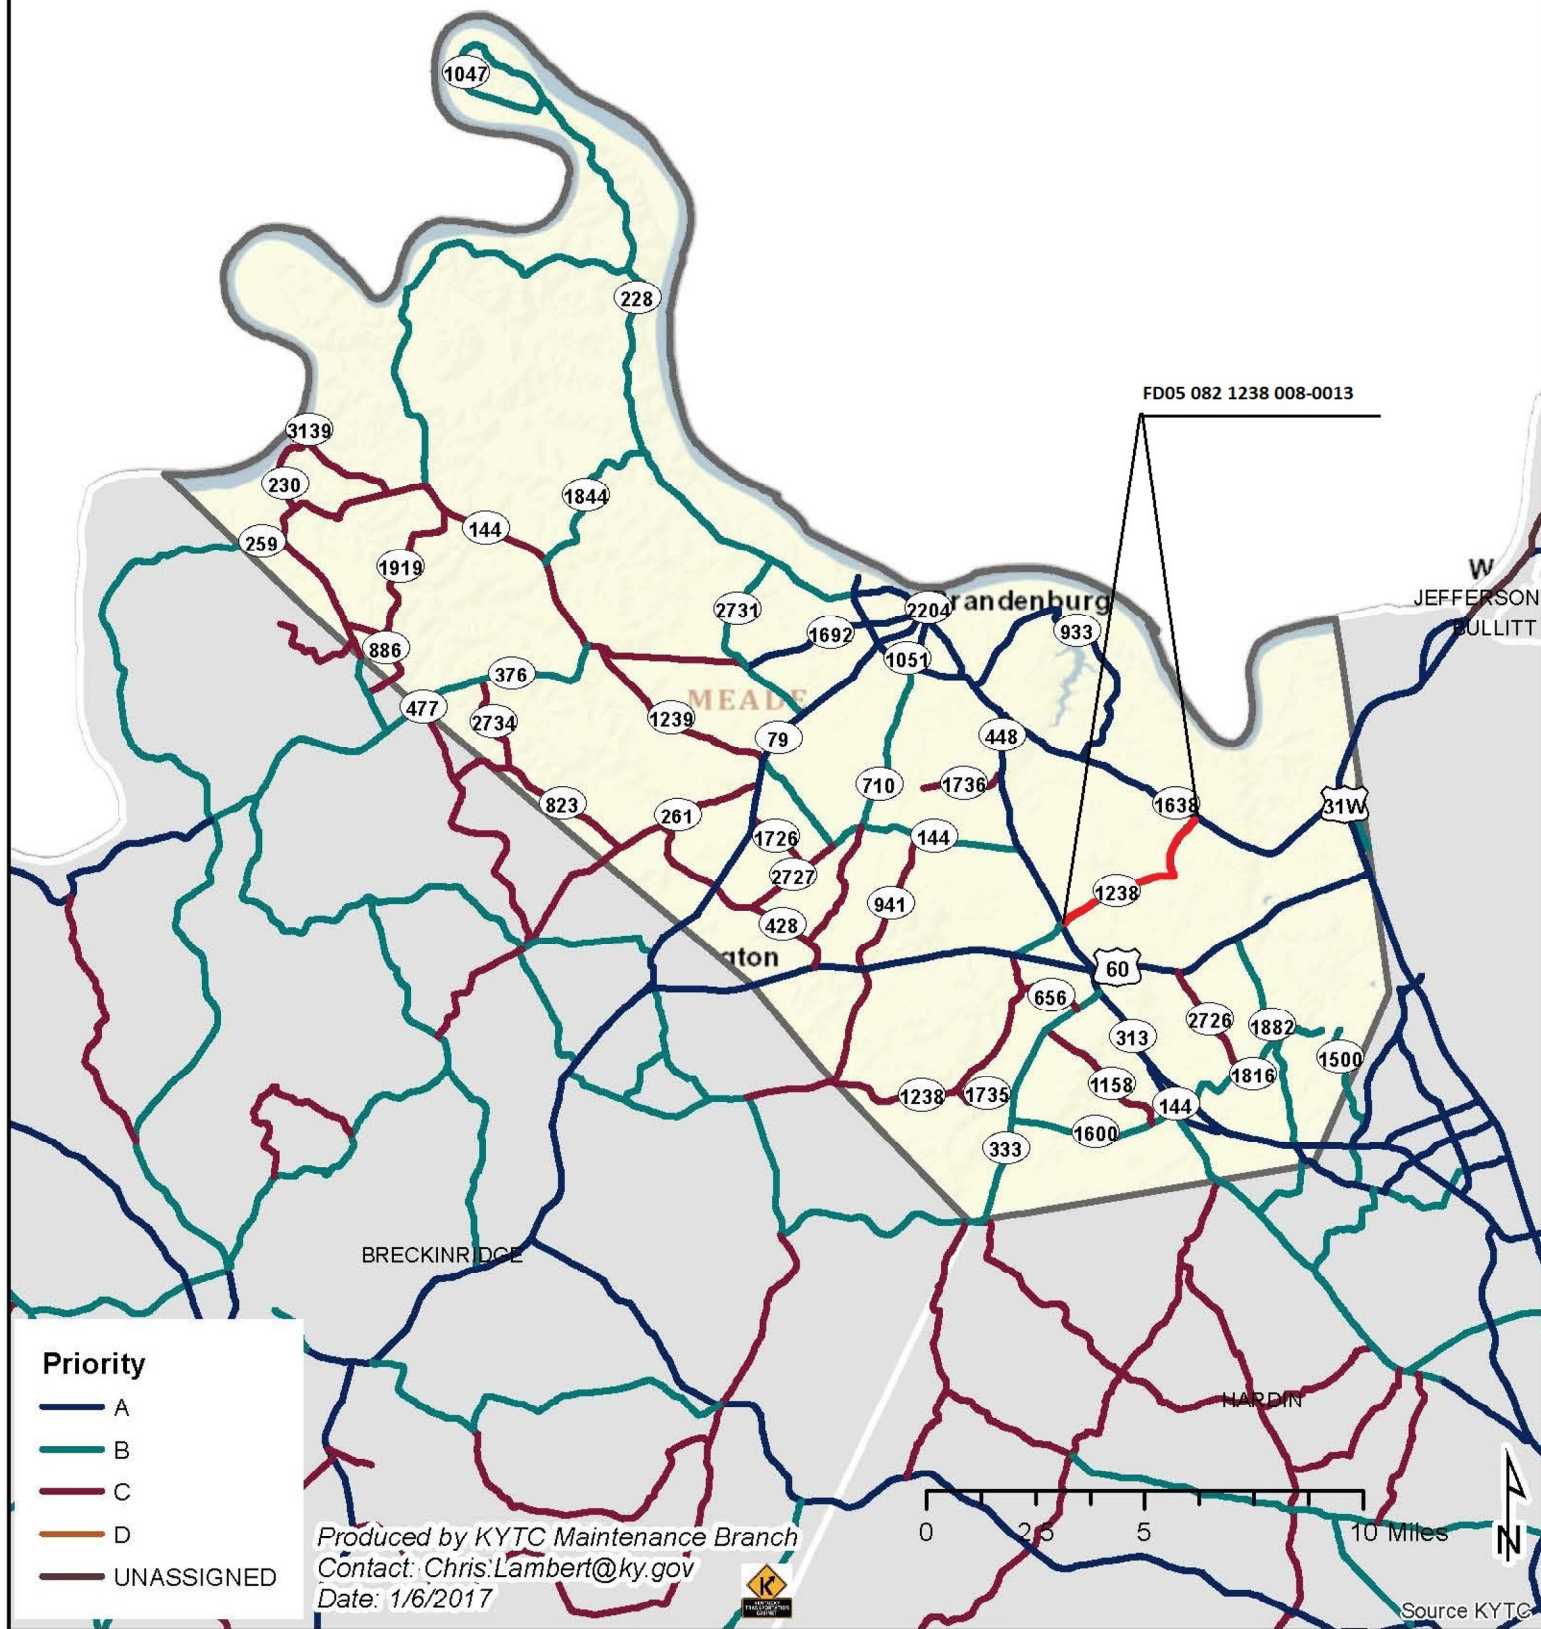 1047
228
FD05 082 1238 008-0013
3139
230
1844
144
259
1919
W
JEFFERSON
BULLITT
2731
2204
randenburg
1692
933
886
1051
376
477
MEADE
2734
1239
79
448
710
1736
1638
31W
823
261
1726
144
2727
1238
941
428
gton
60
656
2726
1882
313
1500
1158
1816
1238
1735
144
1600
333
BRECKINRIDGE
HARDIN
Priority
A
B
C
D
UNASSIGNED
Produced by KYTC Maintenance Branch
Contact: Chris.Lambert@ky.gov
Date: 1/6/2017
KENTUCKY
TRANSPORTATION
CABINET
0 2.5 5 10 Miles
N
Source KYTC